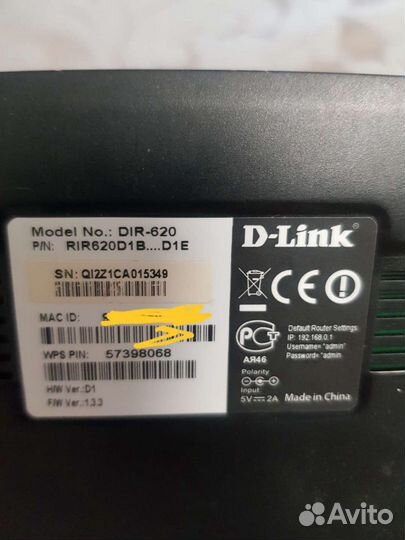 Model No.: DIR-620
P/N: RIR620D1B....D1E
D-Link
SN: QI2Z1CA015349
MAC ID:
WPS PIN: 57398068
H/W Ver.:D1
F/W Ver.:1.3.3
АЯ46
Default Router Settings
IP: 192.168.0.1
Username= "admin"
Password= "admin"
Polarity
Input
5V 2A
Made in China
Avito